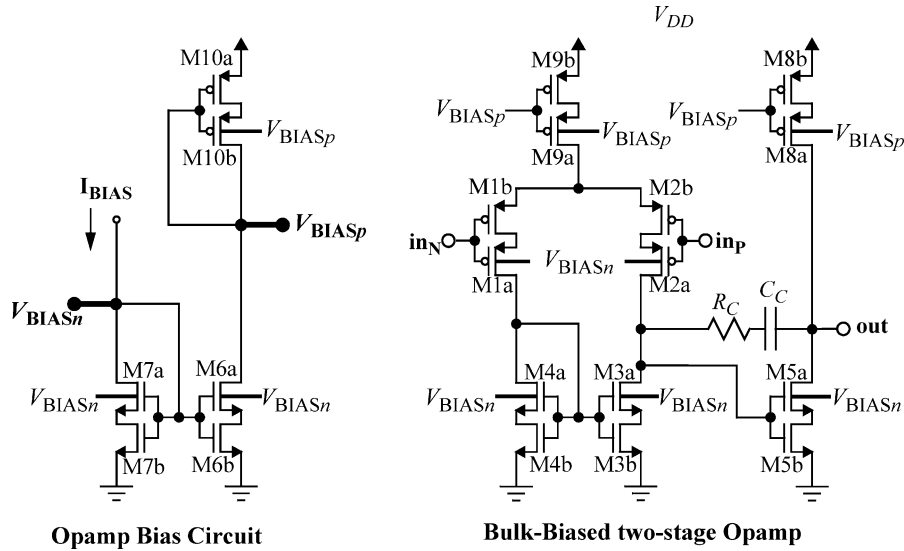 V_DD
M10a
M9b
M8b
V_BIASp
V_BIASp
V_BIASp
V_BIASp
V_BIASp
M10b
M9a
M8a
I_BIAS
M1b
M2b
V_BIASp
in_N
in_P
V_BIASn
V_BIASn
M1a
M2a
R_C
C_C
out
M7a
M6a
M4a
M3a
M5a
V_BIASn
V_BIASn
V_BIASn
V_BIASn
V_BIASn
M7b
M6b
M4b
M3b
M5b
Opamp Bias Circuit
Bulk-Biased two-stage Opamp